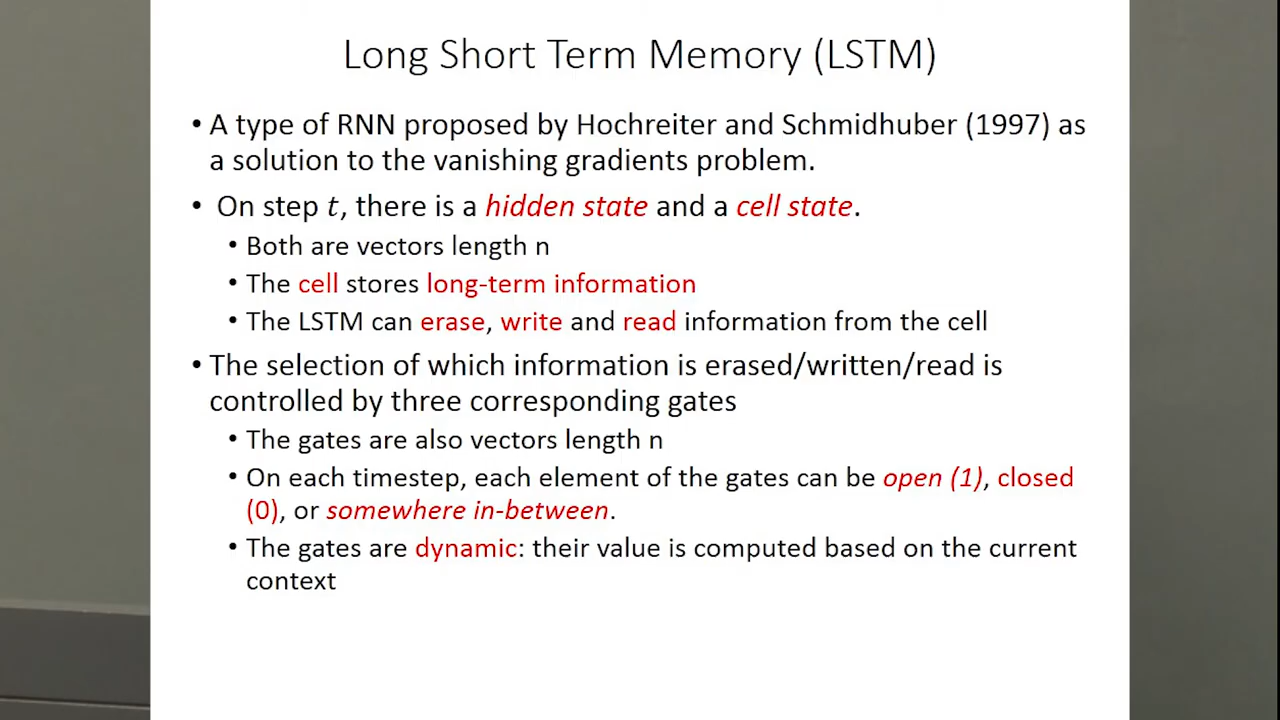 Long Short Term Memory (LSTM)
• A type of RNN proposed by Hochreiter and Schmidhuber (1997) as
a solution to the vanishing gradients problem.
• On step t, there is a hidden state and a cell state.
• Both are vectors length n
• The cell stores long-term information
• The LSTM can erase, write and read information from the cell
• The selection of which information is erased/written/read is
controlled by three corresponding gates
• The gates are also vectors length n
• On each timestep, each element of the gates can be open (1), closed
(0), or somewhere in-between.
• The gates are dynamic: their value is computed based on the current
context